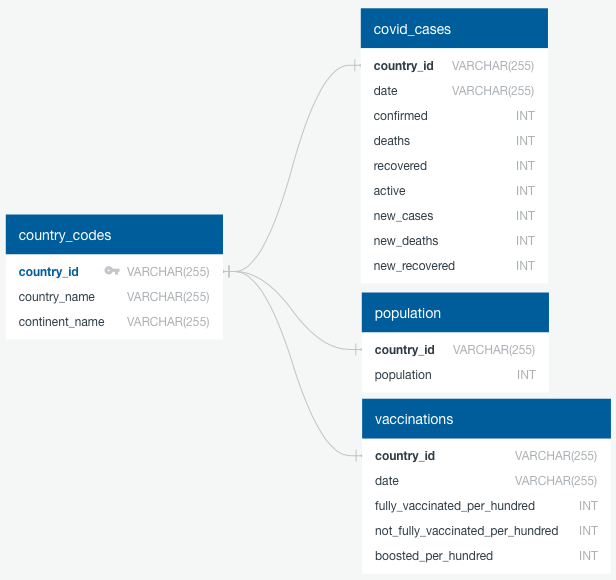 covid_cases
country_id VARCHAR(255)
date VARCHAR(255)
confirmed INT
deaths INT
recovered INT
active INT
new_cases INT
new_deaths INT
new_recovered INT
country_codes
country_id VARCHAR(255)
country_name VARCHAR(255)
continent_name VARCHAR(255)
population
country_id VARCHAR(255)
population INT
vaccinations
country_id VARCHAR(255)
date VARCHAR(255)
fully_vaccinated_per_hundred INT
not_fully_vaccinated_per_hundred INT
boosted_per_hundred INT